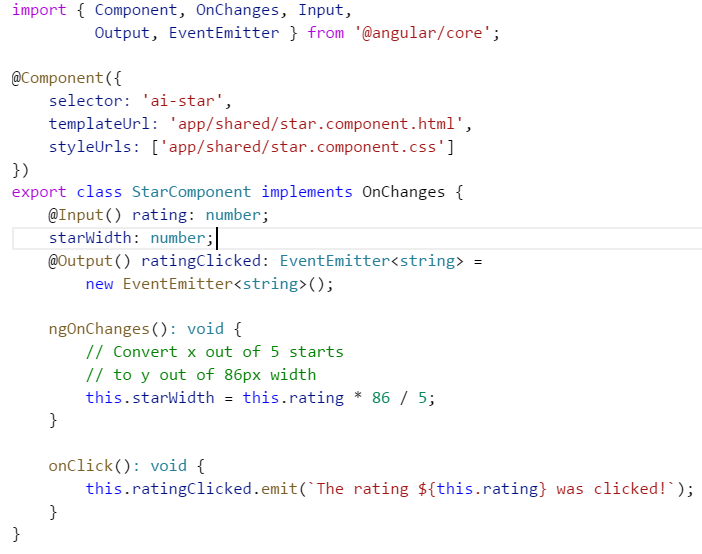 import { Component, OnChanges, Input,
         Output, EventEmitter } from '@angular/core';

@Component({
    selector: 'ai-star',
    templateUrl: 'app/shared/star.component.html',
    styleUrls: ['app/shared/star.component.css']
})
export class StarComponent implements OnChanges {
    @Input() rating: number;
    starWidth: number;
    @Output() ratingClicked: EventEmitter<string> =
        new EventEmitter<string>();

    ngOnChanges(): void {
        // Convert x out of 5 starts
        // to y out of 86px width
        this.starWidth = this.rating * 86 / 5;
    }

    onClick(): void {
        this.ratingClicked.emit(`The rating ${this.rating} was clicked!`);
    }
}